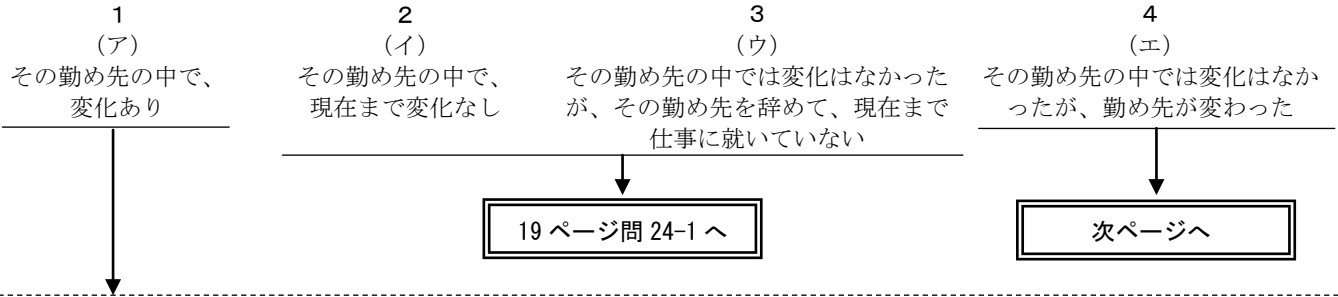 1
(ア)
その勤め先の中で、
変化あり
2
(イ)
その勤め先の中で、
現在まで変化なし
3
(ウ)
その勤め先の中では変化はなかった
が、その勤め先を辞めて、現在まで
仕事に就いていない
4
(エ)
その勤め先の中では変化はなか
ったが、勤め先が変わった
19 ページ問 24-1 へ
次ページへ